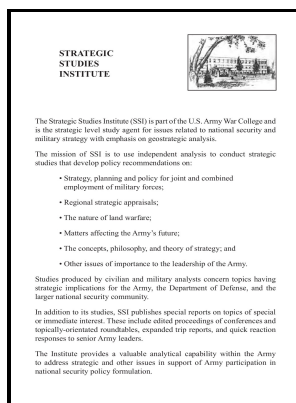 STRATEGIC
STUDIES
INSTITUTE
The Strategic Studies Institute (SSI) is part of the U.S. Army War College and
is the strategic level study agent for issues related to national security and
military strategy with emphasis on geostrategic analysis.
The mission of SSI is to use independent analysis to conduct strategic
studies that develop policy recommendations on:
• Strategy, planning and policy for joint and combined
employment of military forces;
• Regional strategic appraisals;
• The nature of land warfare;
• Matters affecting the Army's future;
• The concepts, philosophy, and theory of strategy; and
• Other issues of importance to the leadership of the Army.
Studies produced by civilian and military analysts concern topics having
strategic implications for the Army, the Department of Defense, and the
larger national security community.
In addition to its studies, SSI publishes special reports on topics of special
or immediate interest. These include edited proceedings of conferences and
topically-orientated roundtables, expanded trip reports, and quick reaction
responses to senior Army leaders.
The Institute provides a valuable analytical capability within the Army
to address strategic and other issues in support of Army participation in
national security policy formulation.